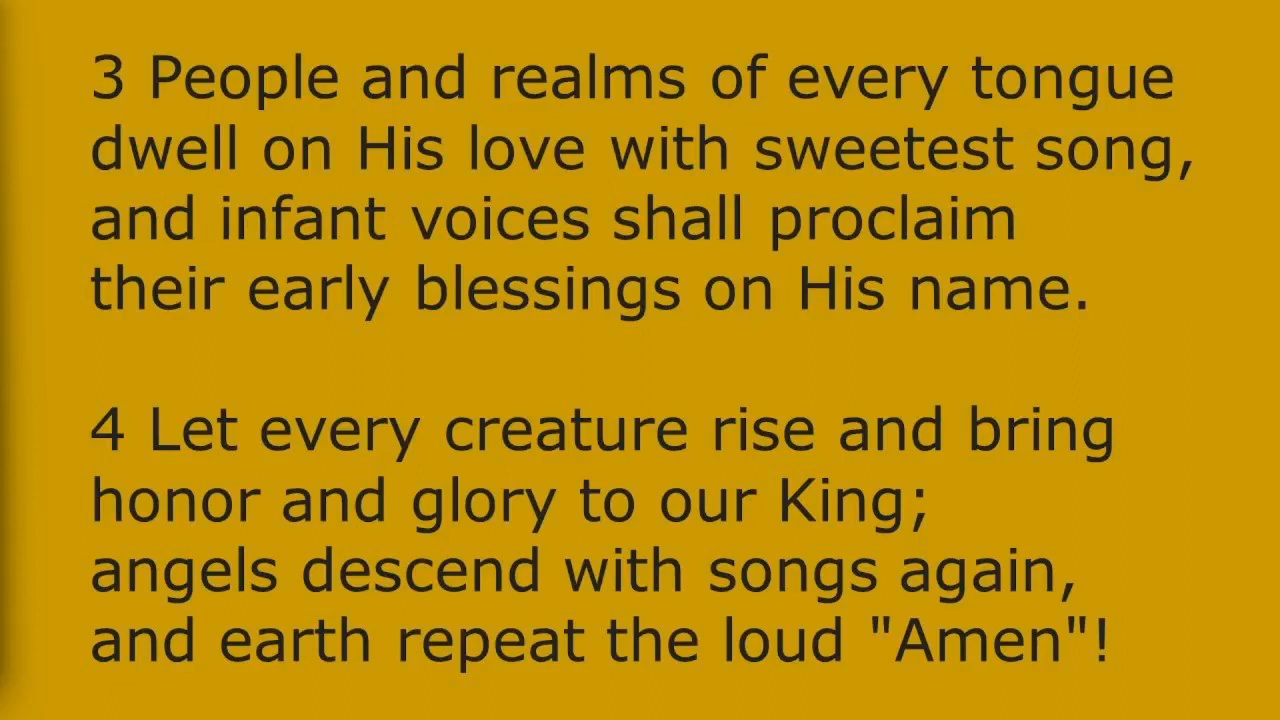 3 People and realms of every tongue
dwell on His love with sweetest song,
and infant voices shall proclaim
their early blessings on His name.
4 Let every creature rise and bring
honor and glory to our King;
angels descend with songs again,
and earth repeat the loud "Amen"!